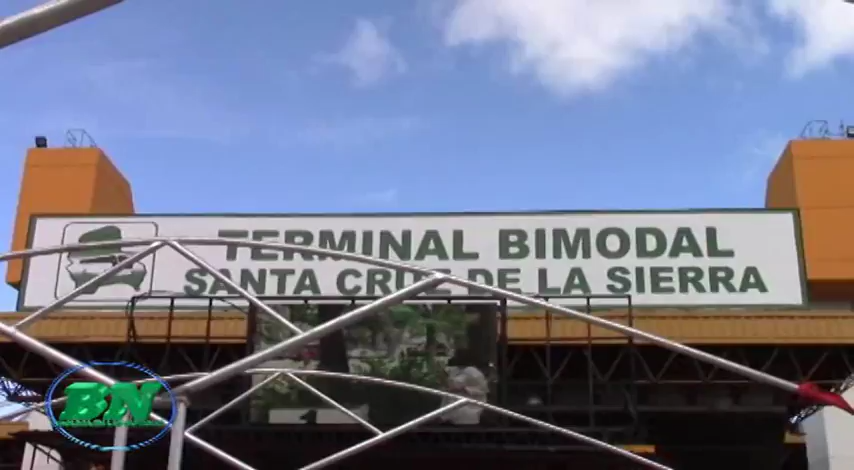 TERMINAL BIMODAL
SANTA CRUZ DE LA SIERRA
BN